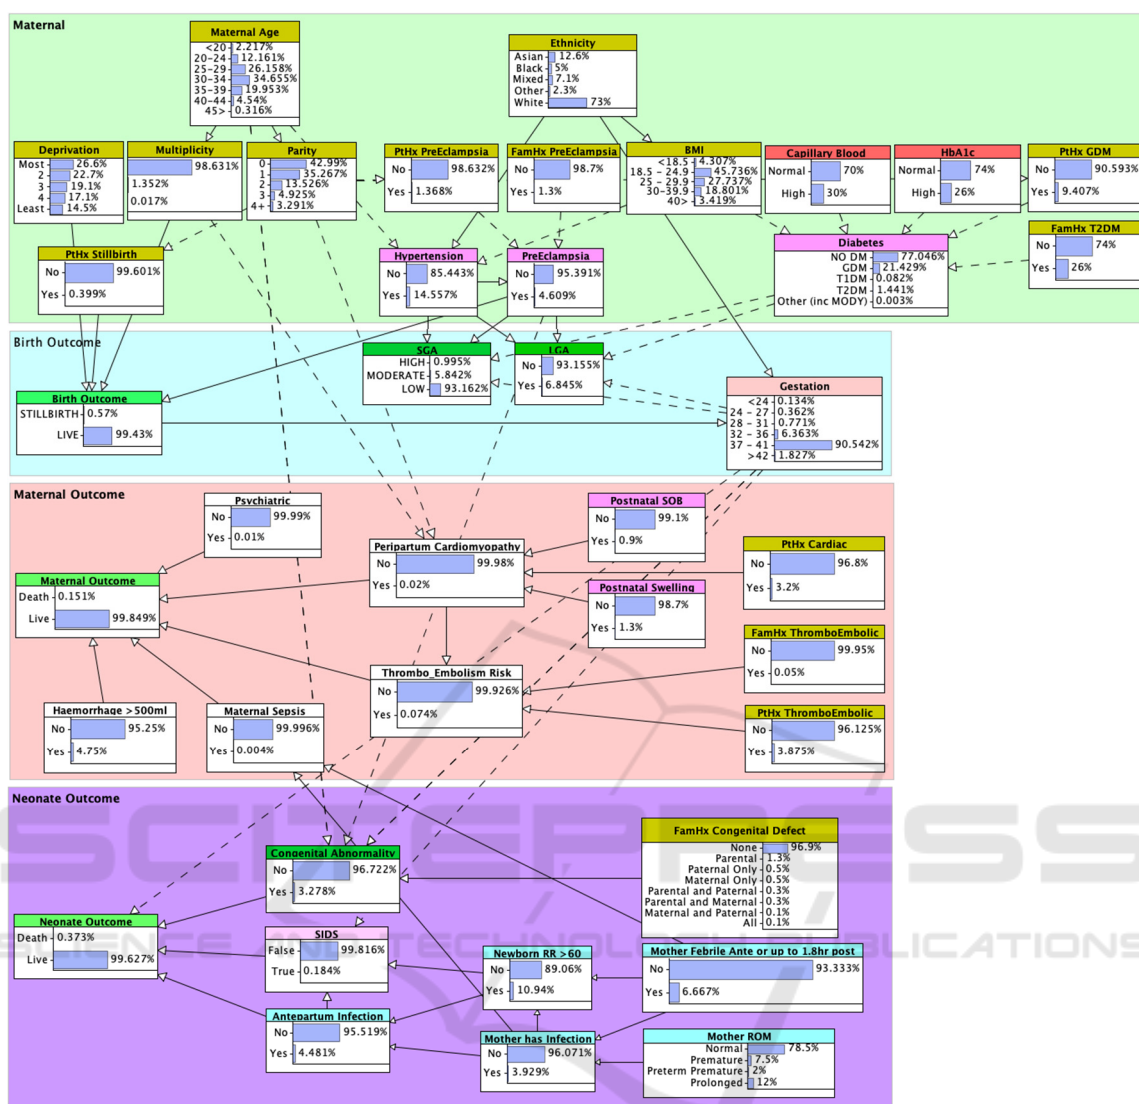 Maternal
Maternal Age
<20 2.217%
20-24 12.161%
25-29 26.158%
30-34 34.655%
35-39 19.953%
40-44 4.54%
45> 0.316%
Ethnicity
Asian 12.6%
Black 5%
Mixed 7.1%
Other 2.3%
White 73%
Deprivation
Most 26.6%
2 22.7%
3 19.1%
4 17.1%
Least 14.5%
Multiplicity
98.631%
1.352%
0.017%
Parity
0 42.99%
1 35.267%
2 13.526%
3 4.925%
4+ 3.291%
PtHx PreEclampsia
No 98.632%
Yes 1.368%
FamHx PreEclampsia
No 98.7%
Yes 1.3%
BMI
<18.5 4.307%
18.5 - 24.9 45.736%
25 - 29.9 27.737%
30-39.9 18.801%
40> 3.419%
Capillary Blood
Normal 70%
High 30%
HbA1c
Normal 74%
High 26%
PtHx GDM
No 90.593%
Yes 9.407%
PtHx Stillbirth
No 99.601%
Yes 0.399%
Hypertension
No 85.443%
Yes 14.557%
PreEclampsia
No 95.391%
Yes 4.609%
Diabetes
NO DM 77.046%
GDM 21.429%
T1DM 0.082%
T2DM 1.441%
Other (inc MODY) 0.003%
FamHx T2DM
No 74%
Yes 26%
Birth Outcome
SGA
HIGH 0.995%
MODERATE 5.842%
LOW 93.162%
LGA
No 93.155%
Yes 6.845%
Birth Outcome
STILLBIRTH 0.57%
LIVE 99.43%
Gestation
<24 0.134%
24 - 27 0.362%
28 - 31 0.771%
32 - 36 6.363%
37 - 41 90.542%
>42 1.827%
Maternal Outcome
Psychiatric
No 99.99%
Yes 0.01%
Postnatal SOB
No 99.1%
Yes 0.9%
Peripartum Cardiomyopathy
No 99.98%
Yes 0.02%
PtHx Cardiac
No 96.8%
Yes 3.2%
Maternal Outcome
Death 0.151%
Live 99.849%
Postnatal Swelling
No 98.7%
Yes 1.3%
FamHx ThromboEmbolic
No 99.95%
Yes 0.05%
Thrombo_Embolism Risk
No 99.926%
Yes 0.074%
Haemorrhage >500ml
No 95.25%
Yes 4.75%
Maternal Sepsis
No 99.996%
Yes 0.004%
PtHx ThromboEmbolic
No 96.125%
Yes 3.875%
Neonate Outcome
FamHx Congenital Defect
None 96.9%
Parental 1.3%
Paternal Only 0.5%
Maternal Only 0.5%
Parental and Paternal 0.3%
Parental and Maternal 0.3%
Maternal and Paternal 0.1%
All 0.1%
Congenital Abnormality
No 96.722%
Yes 3.278%
SCITEPRESS
Neonate Outcome
Death 0.373%
Live 99.627%
SIDS
False 99.816%
True 0.184%
SCIENCE AND TECHNOLOGY PUBLICATIONS
Newborn RR >60
No 89.06%
Yes 10.94%
Mother Febrile Ante or up to 1.8hr post
No 93.333%
Yes 6.667%
Antepartum Infection
No 95.519%
Yes 4.481%
Mother has Infection
No 96.071%
Yes 3.929%
Mother ROM
Normal 78.5%
Premature 7.5%
Preterm Premature 2%
Prolonged 12%